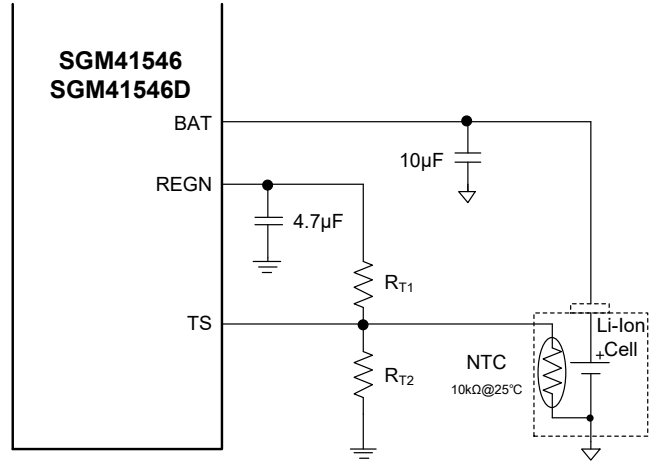 SGM41546
SGM41546D
BAT
10μF
REGN
4.7μF
RT1
TS
Li-Ion
+Cell
NTC
RT2
10kΩ@25℃